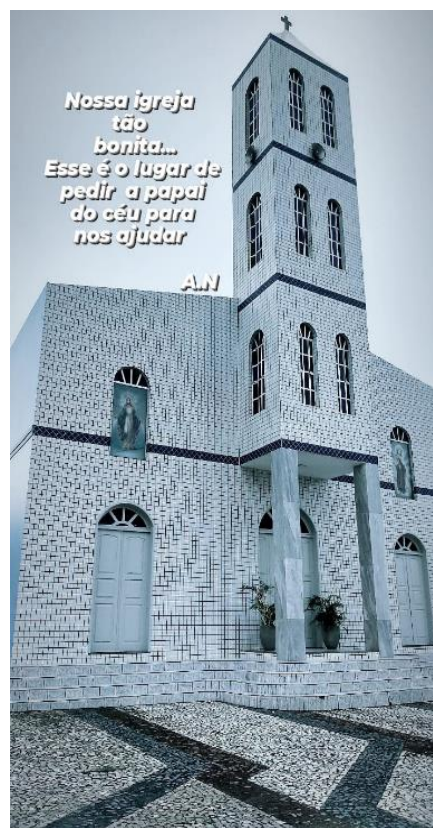 Nossa igreja
tão
bonita...
Esse é o lugar de
pedir a papai
do céu para
nos ajudar
A.N